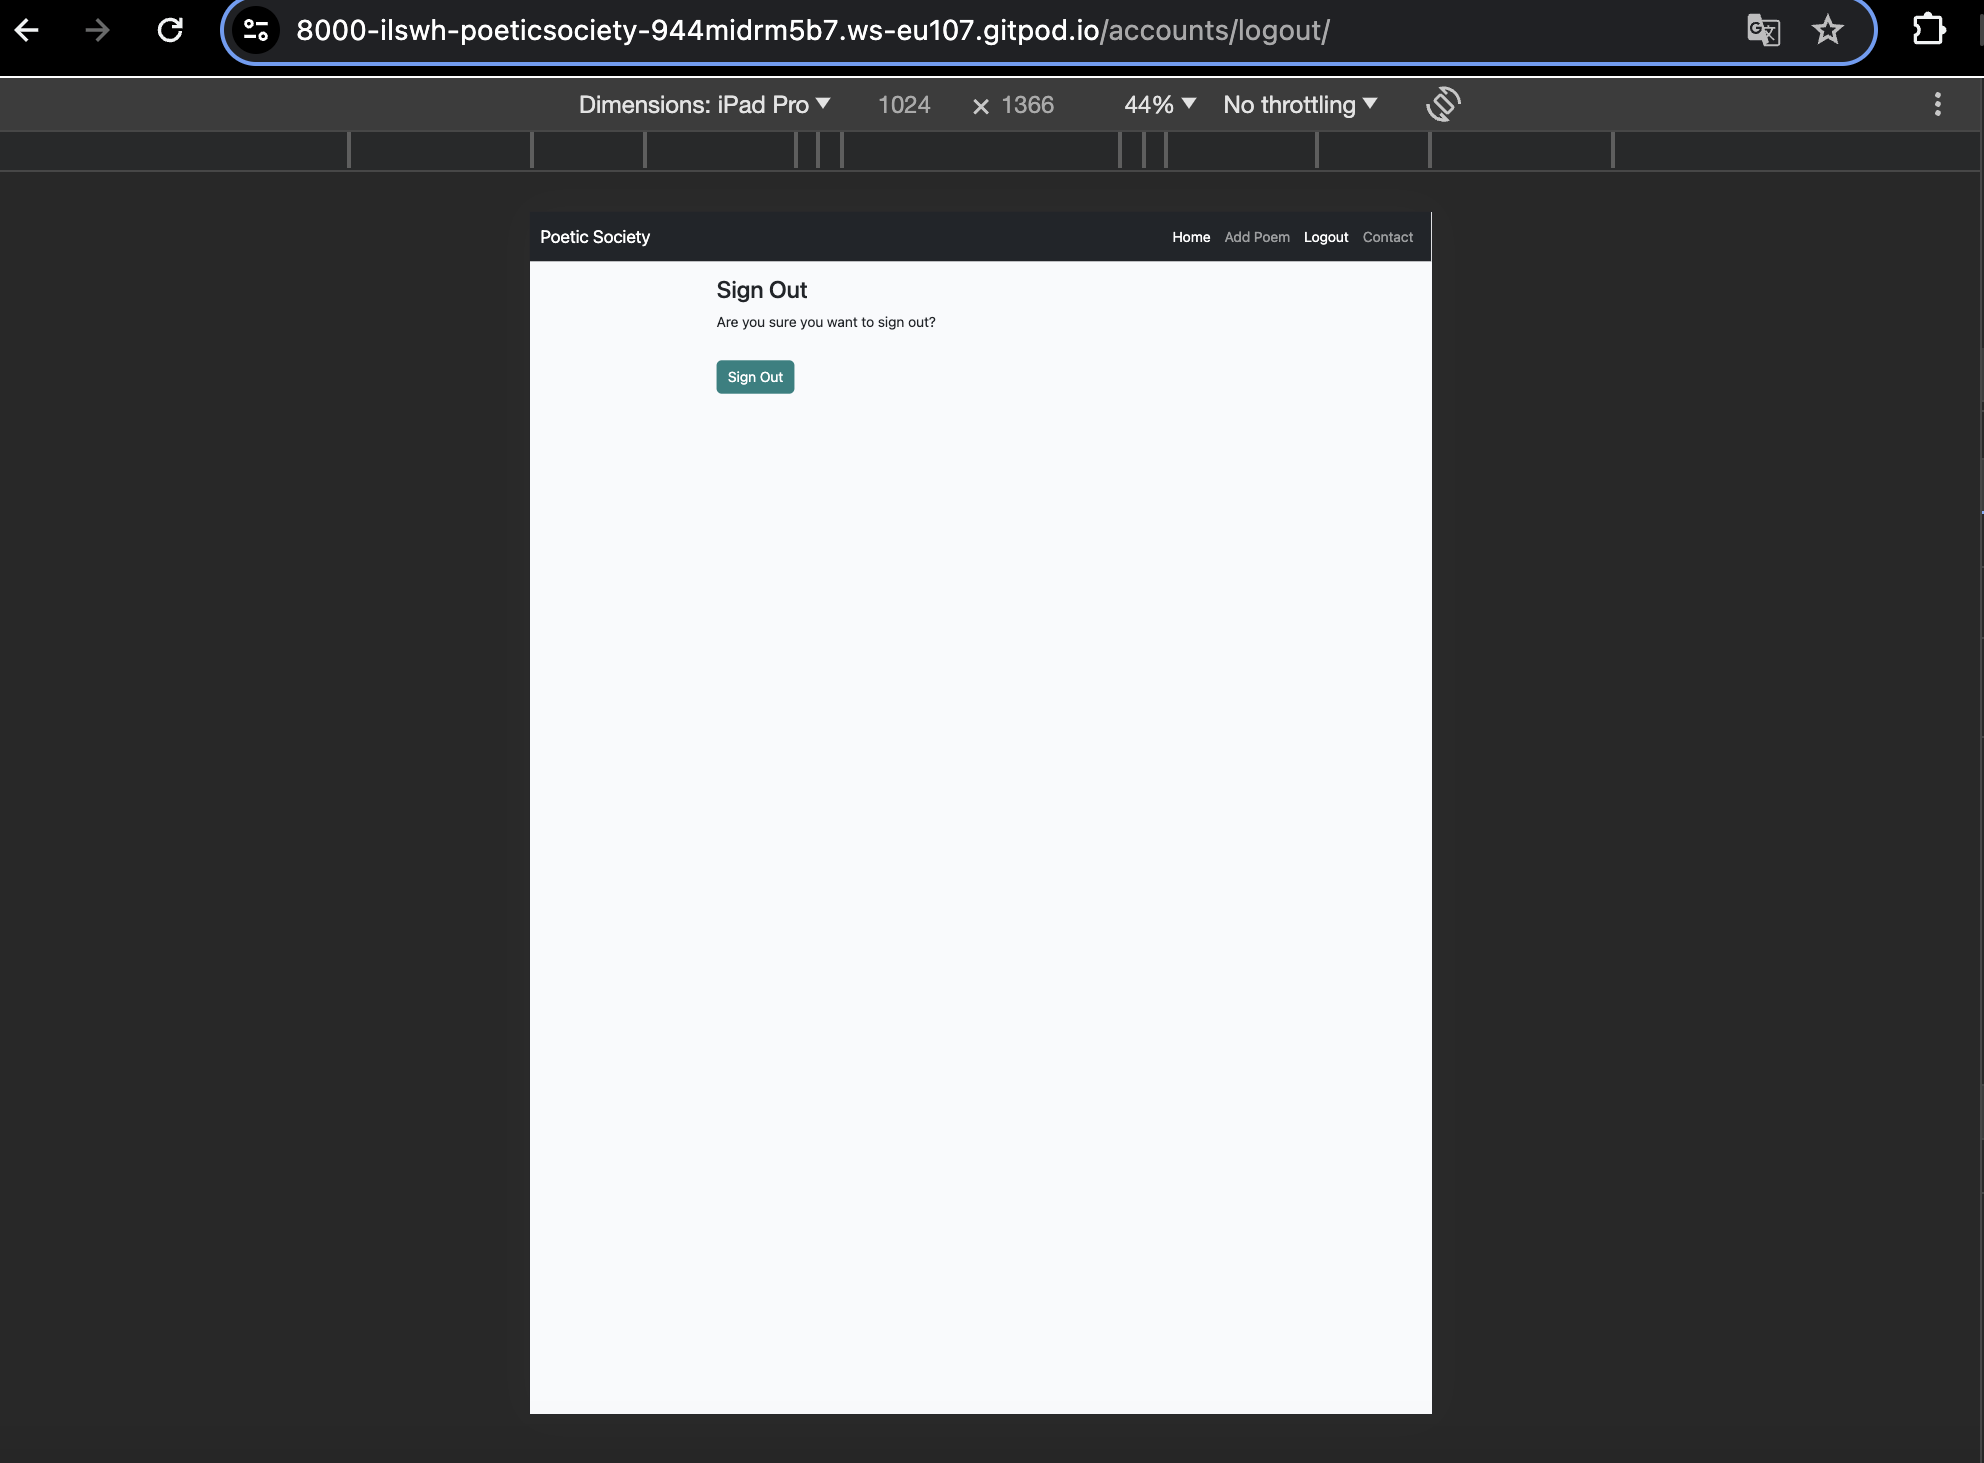 8000-ilswh-poeticsociety-944midrm5b7.ws-eu107.gitpod.io/accounts/logout/
Dimensions: iPad Pro 1024 × 1366 44% No throttling
Poetic Society Home Add Poem Logout Contact
Sign Out
Are you sure you want to sign out?
Sign Out